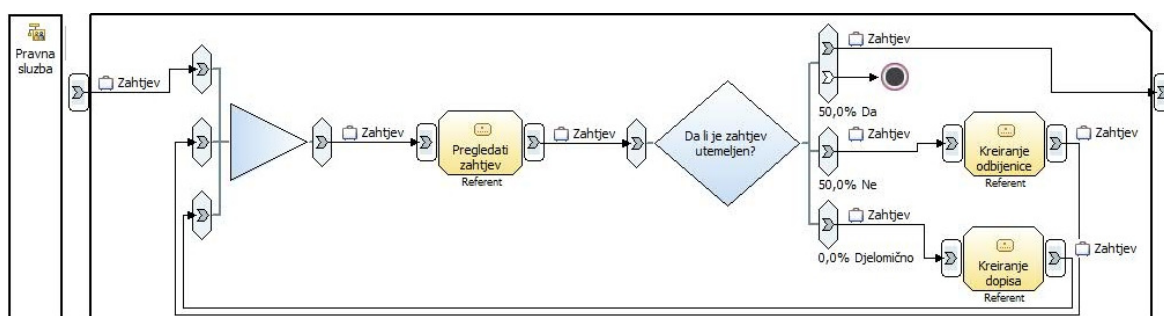 Pravna
sluzba
Zahtjev
Zahtjev
Pregledati
zahtjev
Referent
Zahtjev
Da li je zahtjev
utemeljen?
Zahtjev
50,0% Da
Zahtjev
50,0% Ne
Kreiranje
odbijenice
Referent
Zahtjev
Zahtjev
0,0% Djelomično
Kreiranje
dopisa
Referent
Zahtjev